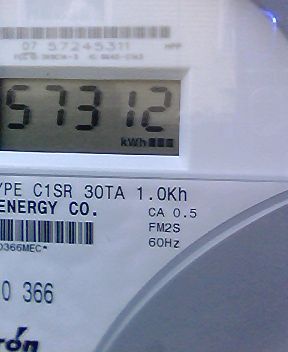 07 57245311
57312
kWh
YPE C1SR 30TA 1.0Kh
ENERGY CO.
CA 0.5
FM2S
60Hz
0366MEC*
0 366
rón